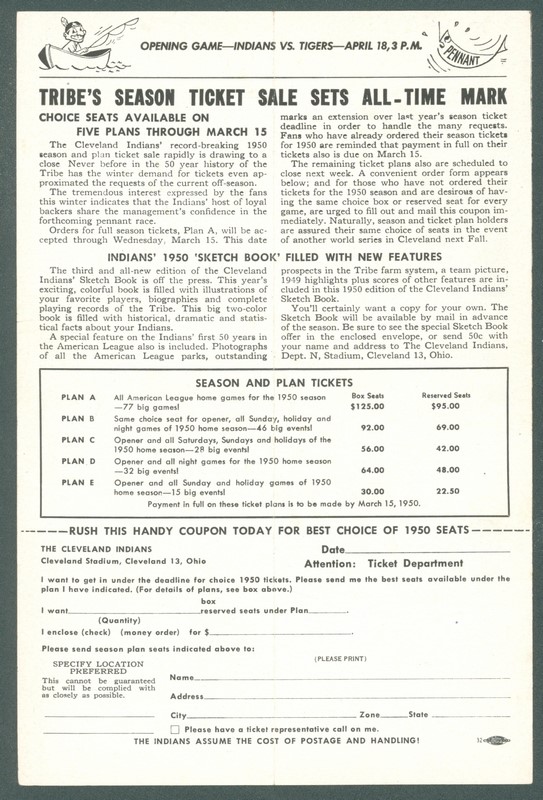 OPENING GAME—INDIANS VS. TIGERS—APRIL 18, 3 P.M.
PENNANT
TRIBE'S SEASON TICKET SALE SETS ALL-TIME MARK
CHOICE SEATS AVAILABLE ON
FIVE PLANS THROUGH MARCH 15
The Cleveland Indians' record-breaking 1950
season and plan ticket sale rapidly is drawing to a
close Never before in the 50 year history of the
Tribe has the winter demand for tickets even ap-
proximated the requests of the current off-season.
The tremendous interest expressed by the fans
this winter indicates that the Indians' host of loyal
backers share the management's confidence in the
forthcoming pennant race.
Orders for full season tickets, Plan A, will be ac-
cepted through Wednesday, March 15. This date
marks an extension over last year's season ticket
deadline in order to handle the many requests.
Fans who have already ordered their season tickets
for 1950 are reminded that payment in full on their
tickets also is due on March 15.
The remaining ticket plans also are scheduled to
close next week. A convenient order form appears
below; and for those who have not ordered their
tickets for the 1950 season and are desirous of hav-
ing the same choice box or reserved seat for every
game, are urged to fill out and mail this coupon im-
mediately. Naturally, season and ticket plan holders
are assured their same choice of seats in the event
of another world series in Cleveland next Fall.
INDIANS' 1950 'SKETCH BOOK' FILLED WITH NEW FEATURES
The third and all-new edition of the Cleveland
Indians' Sketch Book is off the press. This year's
exciting, colorful book is filled with illustrations of
your favorite players, biographies and complete
playing records of the Tribe. This big two-color
book is filled with historical, dramatic and statis-
tical facts about your Indians.
A special feature on the Indians' first 50 years in
the American League also is included. Photographs
of all the American League parks, outstanding
prospects in the Tribe farm system, a team picture,
1949 highlights plus scores of other features are in-
cluded in this 1950 edition of the Cleveland Indians'
Sketch Book.
You'll certainly want a copy for your own. The
Sketch Book will be available by mail in advance
of the season. Be sure to see the special Sketch Book
offer in the enclosed envelope, or send 50c with
your name and address to The Cleveland Indians,
Dept. N, Stadium, Cleveland 13, Ohio.
SEASON AND PLAN TICKETS
Box Seats Reserved Seats
PLAN A All American League home games for the 1950 season
—77 big games! $125.00 $95.00
PLAN B Same choice seat for opener, all Sunday, holiday and
night games of 1950 home season—46 big events! 92.00 69.00
PLAN C Opener and all Saturdays, Sundays and holidays of the
1950 home season—28 big events! 56.00 42.00
PLAN D Opener and all night games for the 1950 home season
—32 big events! 64.00 48.00
PLAN E Opener and all Sunday and holiday games of 1950
home season—15 big events! 30.00 22.50
Payment in full on these ticket plans is to be made by March 15, 1950.
RUSH THIS HANDY COUPON TODAY FOR BEST CHOICE OF 1950 SEATS
THE CLEVELAND INDIANS
Cleveland Stadium, Cleveland 13, Ohio
Date
Attention: Ticket Department
I want to get in under the deadline for choice 1950 tickets. Please send me the best seats available under the
plan I have indicated. (For details of plans, see box above.)
box
I want reserved seats under Plan .
(Quantity)
I enclose (check) (money order) for $ .
Please send season plan seats indicated above to:
(PLEASE PRINT)
SPECIFY LOCATION
PREFERRED
This cannot be guaranteed
but will be complied with
as closely as possible.
Name
Address
City Zone State
Please have a ticket representative call on me.
THE INDIANS ASSUME THE COST OF POSTAGE AND HANDLING!